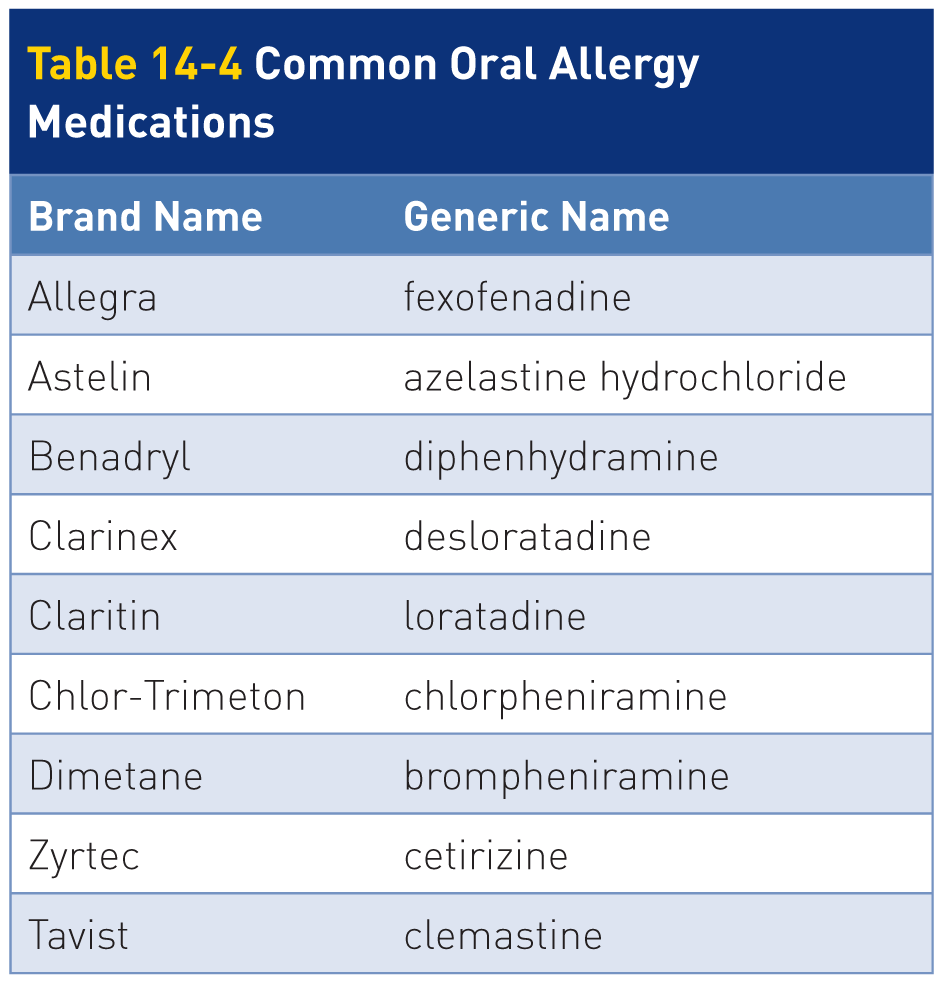 Table 14-4 Common Oral Allergy
Medications
Brand Name Generic Name
Allegra fexofenadine
Astelin azelastine hydrochloride
Benadryl diphenhydramine
Clarinex desloratadine
Claritin loratadine
Chlor-Trimeton chlorpheniramine
Dimetane brompheniramine
Zyrtec cetirizine
Tavist clemastine